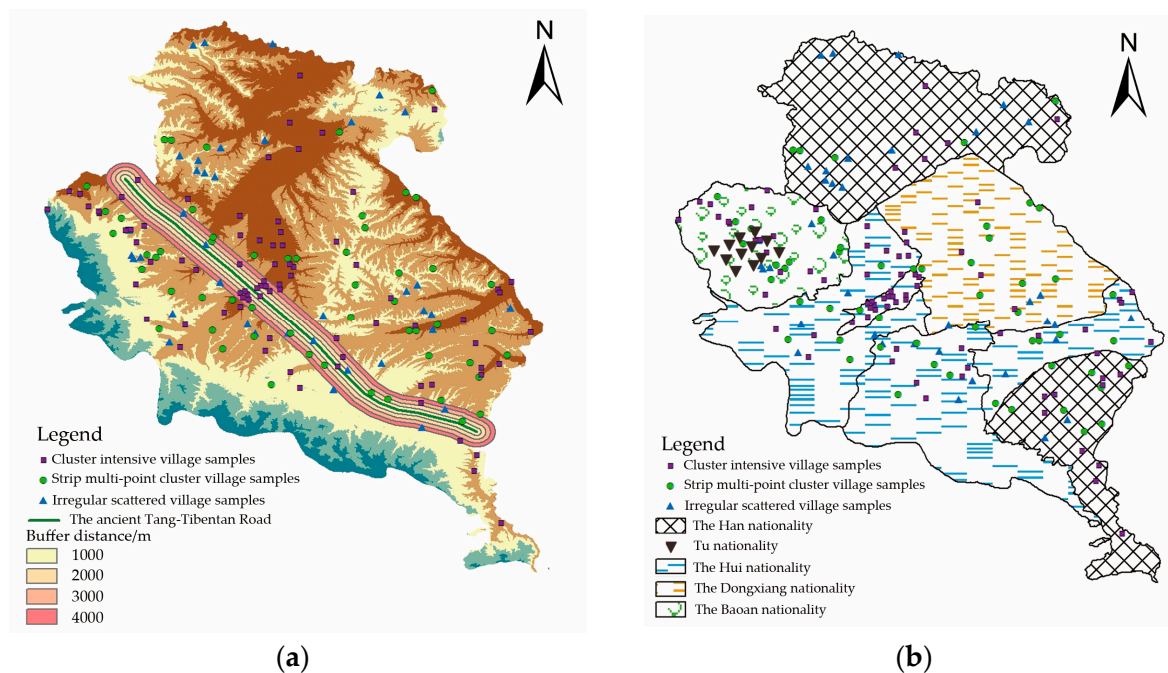 N
Legend
Cluster intensive village samples
Strip multi-point cluster village samples
Irregular scattered village samples
The ancient Tang-Tibentan Road
Buffer distance/m
1000
2000
3000
4000
(a)
N
Legend
Cluster intensive village samples
Strip multi-point cluster village samples
Irregular scattered village samples
The Han nationality
Tu nationality
The Hui nationality
The Dongxiang nationality
The Baoan nationality
(b)